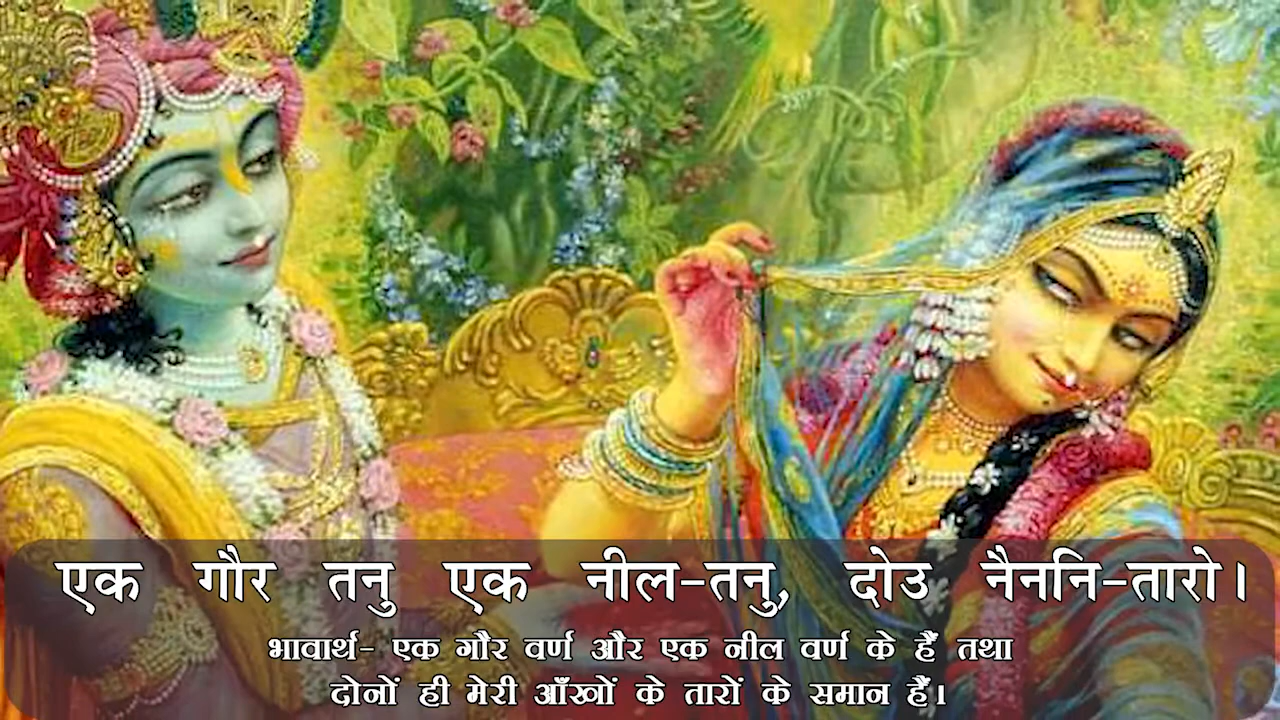 एक गौर तनु एक नील-तनु, दोउ नैननि-तारो।
भावार्थ- एक गौर वर्ण और एक नील वर्ण के हैं तथा
दोनों ही मेरी आँखों के तारों के समान हैं।